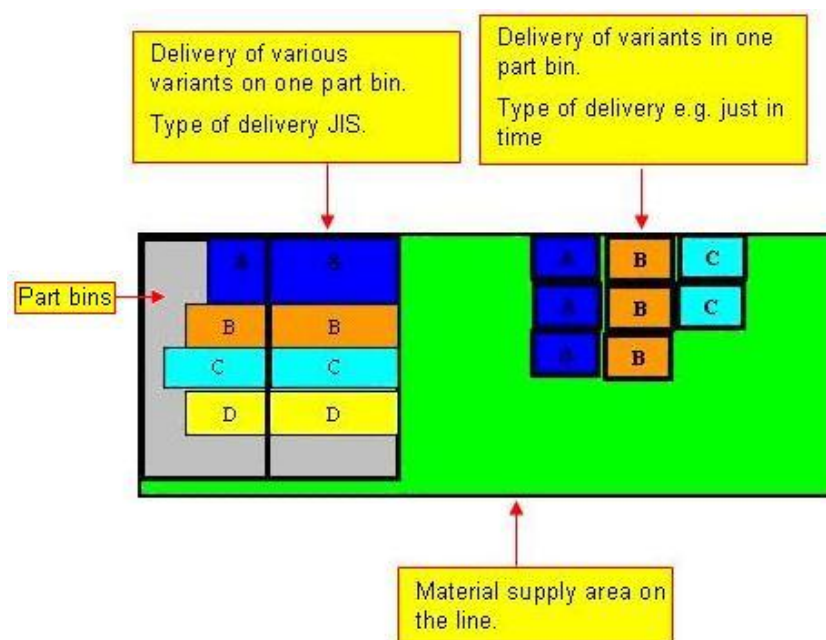 Delivery of various
variants on one part bin.
Type of delivery JIS.
Delivery of variants in one
part bin.
Type of delivery e.g. just in
time
Part bins
A A
B B
C C
D D
A B C
A B C
A B
Material supply area on
the line.